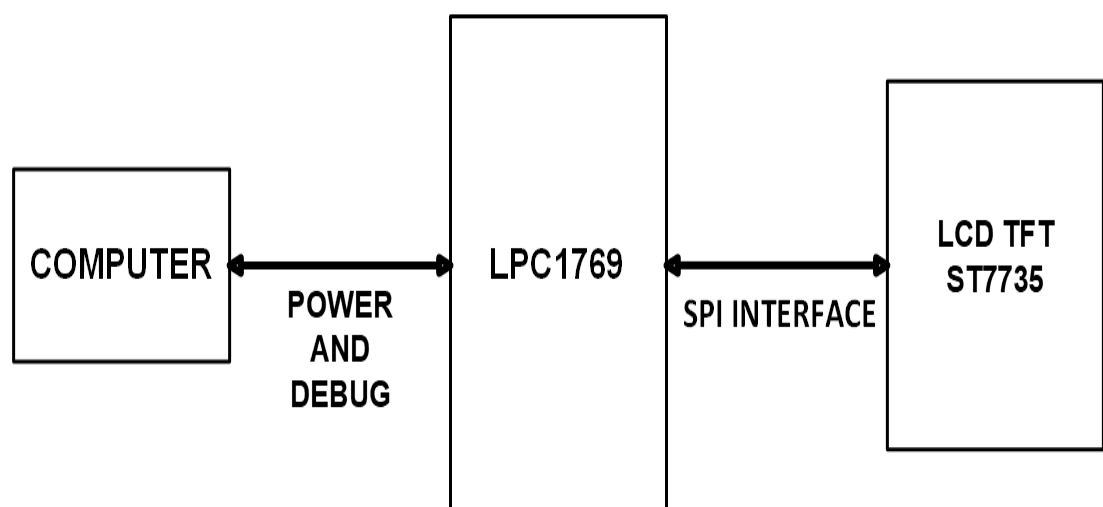 COMPUTER
POWER
AND
DEBUG
LPC1769
SPI INTERFACE
LCD TFT
ST7735